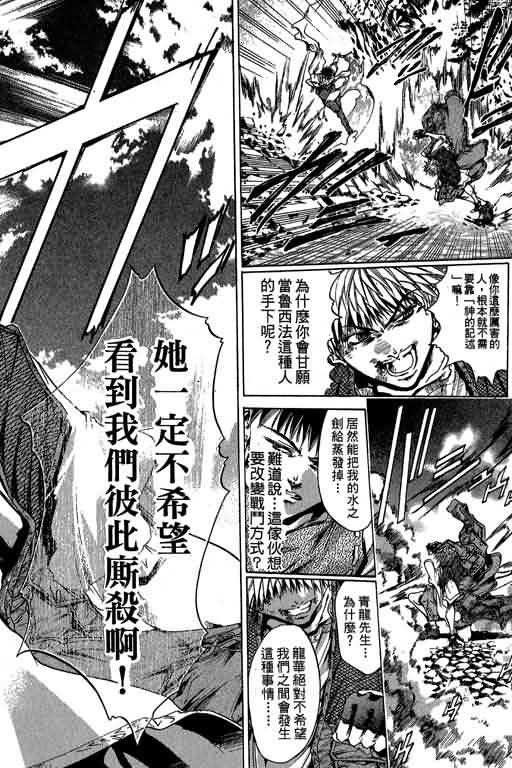 像你這麼厲害的
人，根本就不需
要靠「神的記述
」嘛！
為什麼你會甘願
當魯西法這種人
的手下呢？
居然能把我的水之
劍給蒸發掉…
難道說…這傢伙想
要改變戰鬥方式？
青龍先生…
為什麼？
龍華絕對不希望
我們之間會發生
這種事情……
她一定不希望
看到我們彼此廝殺啊！